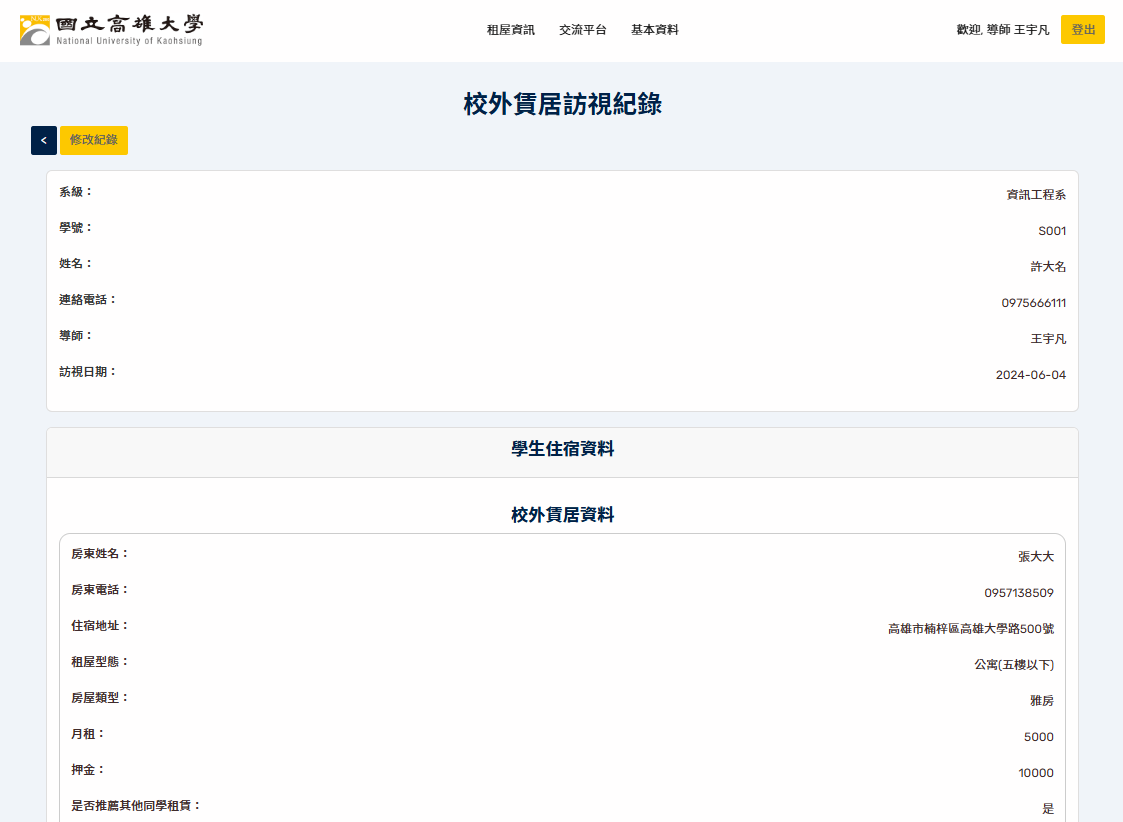 國立高雄大學
National University of Kaohsiung
租屋資訊 交流平台 基本資料
歡迎, 導師 王宇凡 登出
校外賃居訪視紀錄
< 修改紀錄
系級： 資訊工程系
學號： S001
姓名： 許大名
連絡電話： 0975666111
導師： 王宇凡
訪視日期： 2024-06-04
學生住宿資料
校外賃居資料
房東姓名： 張大大
房東電話： 0957138509
住宿地址： 高雄市楠梓區高雄大學路500號
租屋型態： 公寓(五樓以下)
房屋類型： 雅房
月租： 5000
押金： 10000
是否推薦其他同學租賃： 是